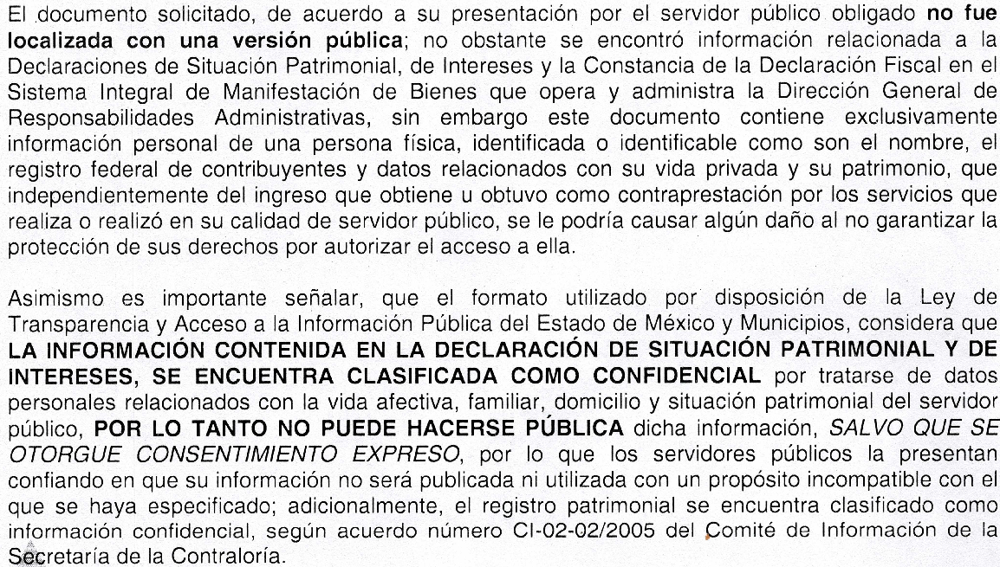 El documento solicitado, de acuerdo a su presentación por el servidor público obligado no fue
localizada con una versión pública; no obstante se encontró información relacionada a la
Declaraciones de Situación Patrimonial, de Intereses y la Constancia de la Declaración Fiscal en el
Sistema Integral de Manifestación de Bienes que opera y administra la Dirección General de
Responsabilidades Administrativas, sin embargo este documento contiene exclusivamente
información personal de una persona física, identificada o identificable como son el nombre, el
registro federal de contribuyentes y datos relacionados con su vida privada y su patrimonio, que
independientemente del ingreso que obtiene u obtuvo como contraprestación por los servicios que
realiza o realizó en su calidad de servidor público, se le podría causar algún daño al no garantizar la
protección de sus derechos por autorizar el acceso a ella.

Asimismo es importante señalar, que el formato utilizado por disposición de la Ley de
Transparencia y Acceso a la Información Pública del Estado de México y Municipios, considera que
LA INFORMACIÓN CONTENIDA EN LA DECLARACIÓN DE SITUACIÓN PATRIMONIAL Y DE
INTERESES, SE ENCUENTRA CLASIFICADA COMO CONFIDENCIAL por tratarse de datos
personales relacionados con la vida afectiva, familiar, domicilio y situación patrimonial del servidor
público, POR LO TANTO NO PUEDE HACERSE PÚBLICA dicha información, SALVO QUE SE
OTORGUE CONSENTIMIENTO EXPRESO, por lo que los servidores públicos la presentan
confiando en que su información no será publicada ni utilizada con un propósito incompatible con el
que se haya especificado; adicionalmente, el registro patrimonial se encuentra clasificado como
información confidencial, según acuerdo número CI-02-02/2005 del Comité de Información de la
Secretaría de la Contraloría.